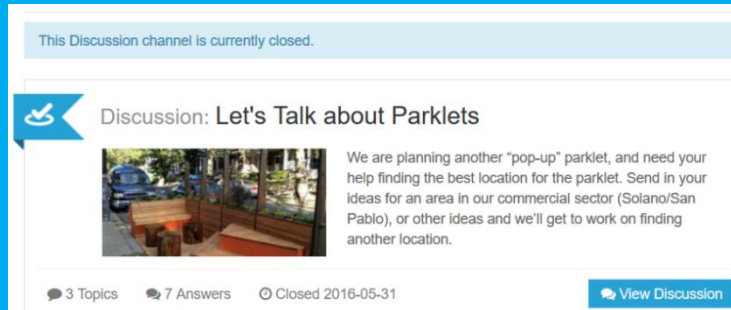 This Discussion channel is currently closed.
Discussion: Let's Talk about Parklets
We are planning another “pop-up” parklet, and need your
help finding the best location for the parklet. Send in your
ideas for an area in our commercial sector (Solano/San
Pablo), or other ideas and we’ll get to work on finding
another location.
3 Topics 7 Answers Closed 2016-05-31 View Discussion